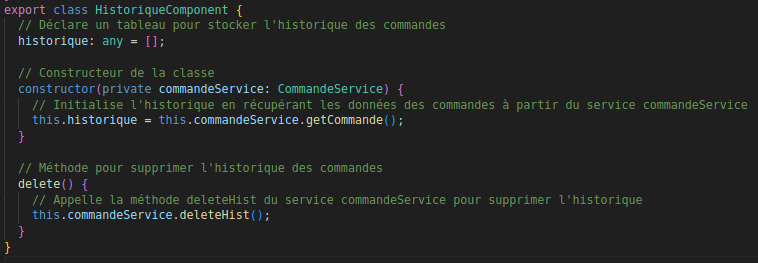 export class HistoriqueComponent {
// Déclare un tableau pour stocker l'historique des commandes
historique: any = [];
// Constructeur de la classe
constructor(private commandeService: CommandeService) {
// Initialise l'historique en récupérant les données des commandes à partir du service commandeService
this.historique = this.commandeService.getCommande();
}
// Méthode pour supprimer l'historique des commandes
delete() {
// Appelle la méthode deleteHist du service commandeService pour supprimer l'historique
this.commandeService.deleteHist();
}
}